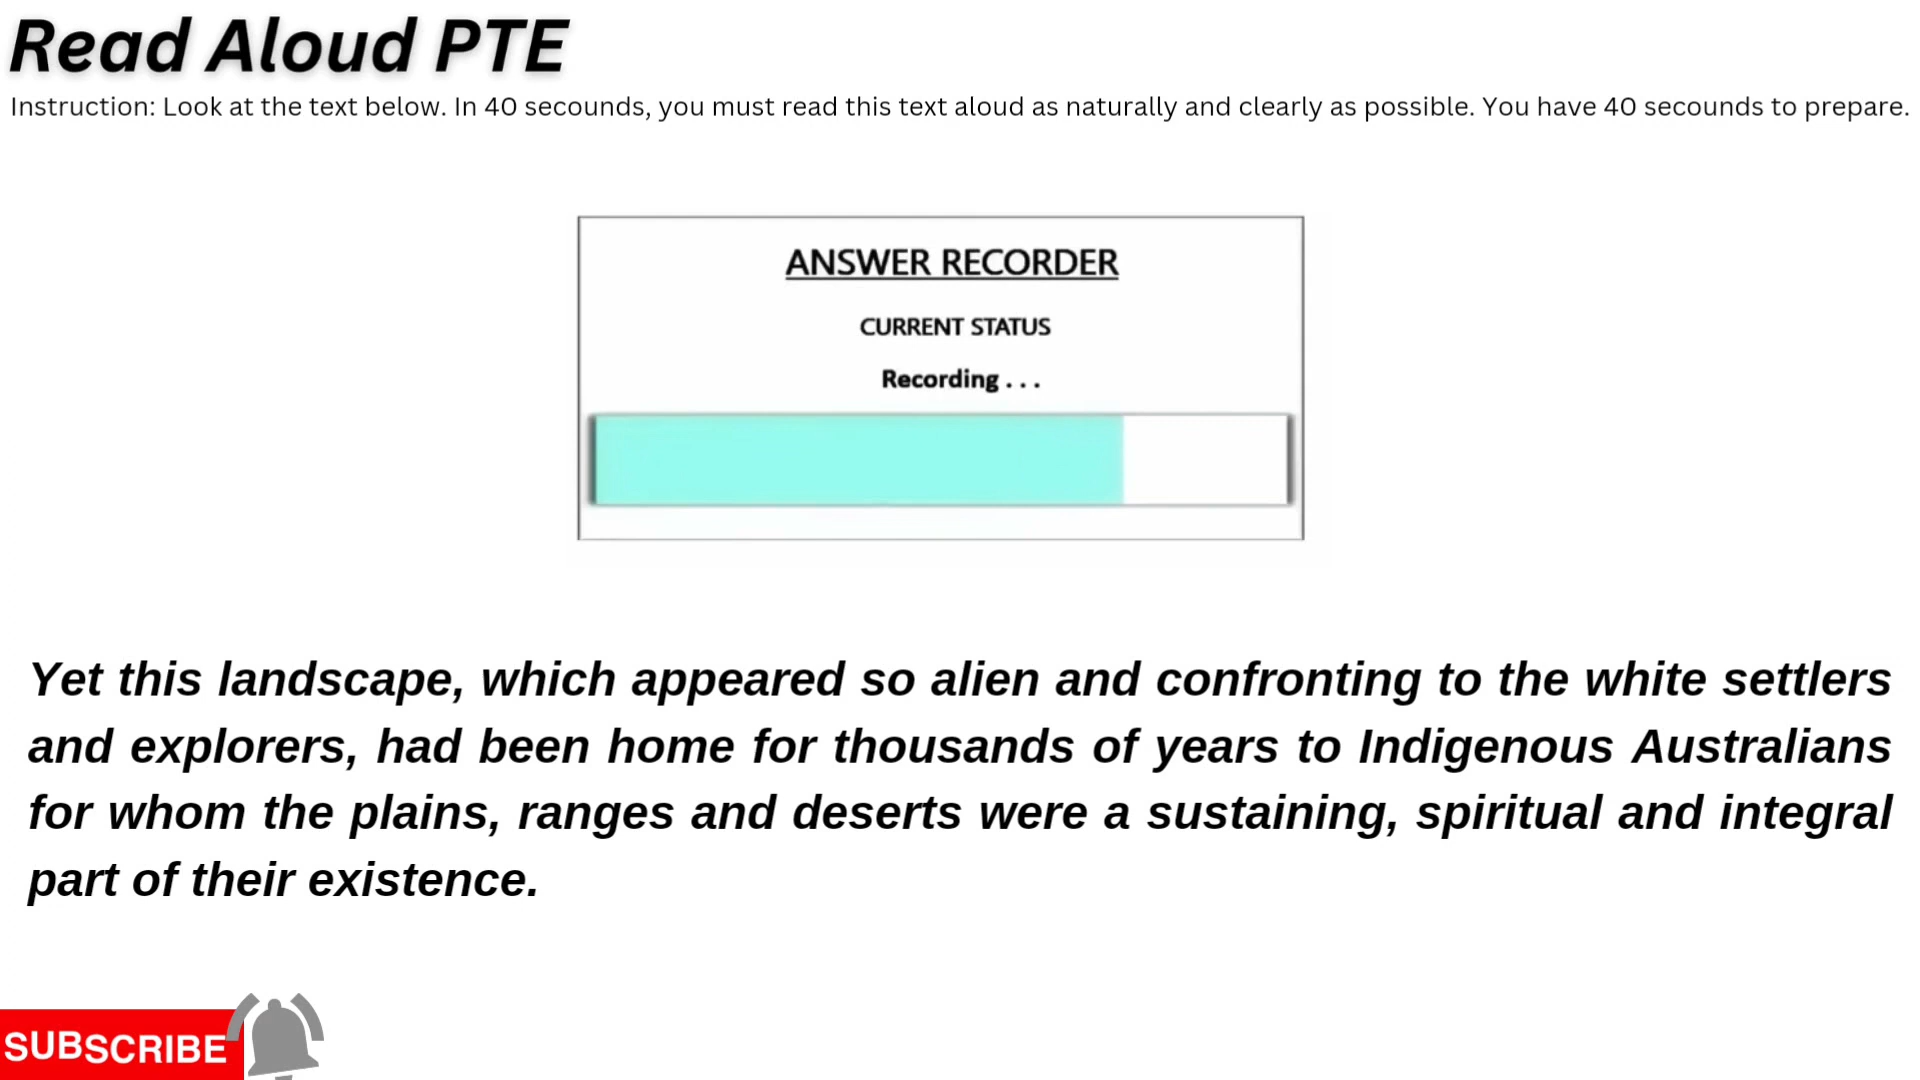 Read Aloud PTE
Instruction: Look at the text below. In 40 secounds, you must read this text aloud as naturally and clearly as possible. You have 40 secounds to prepare.
ANSWER RECORDER
CURRENT STATUS
Recording . . .
Yet this landscape, which appeared so alien and confronting to the white settlers
and explorers, had been home for thousands of years to Indigenous Australians
for whom the plains, ranges and deserts were a sustaining, spiritual and integral
part of their existence.
SUBSCRIBE